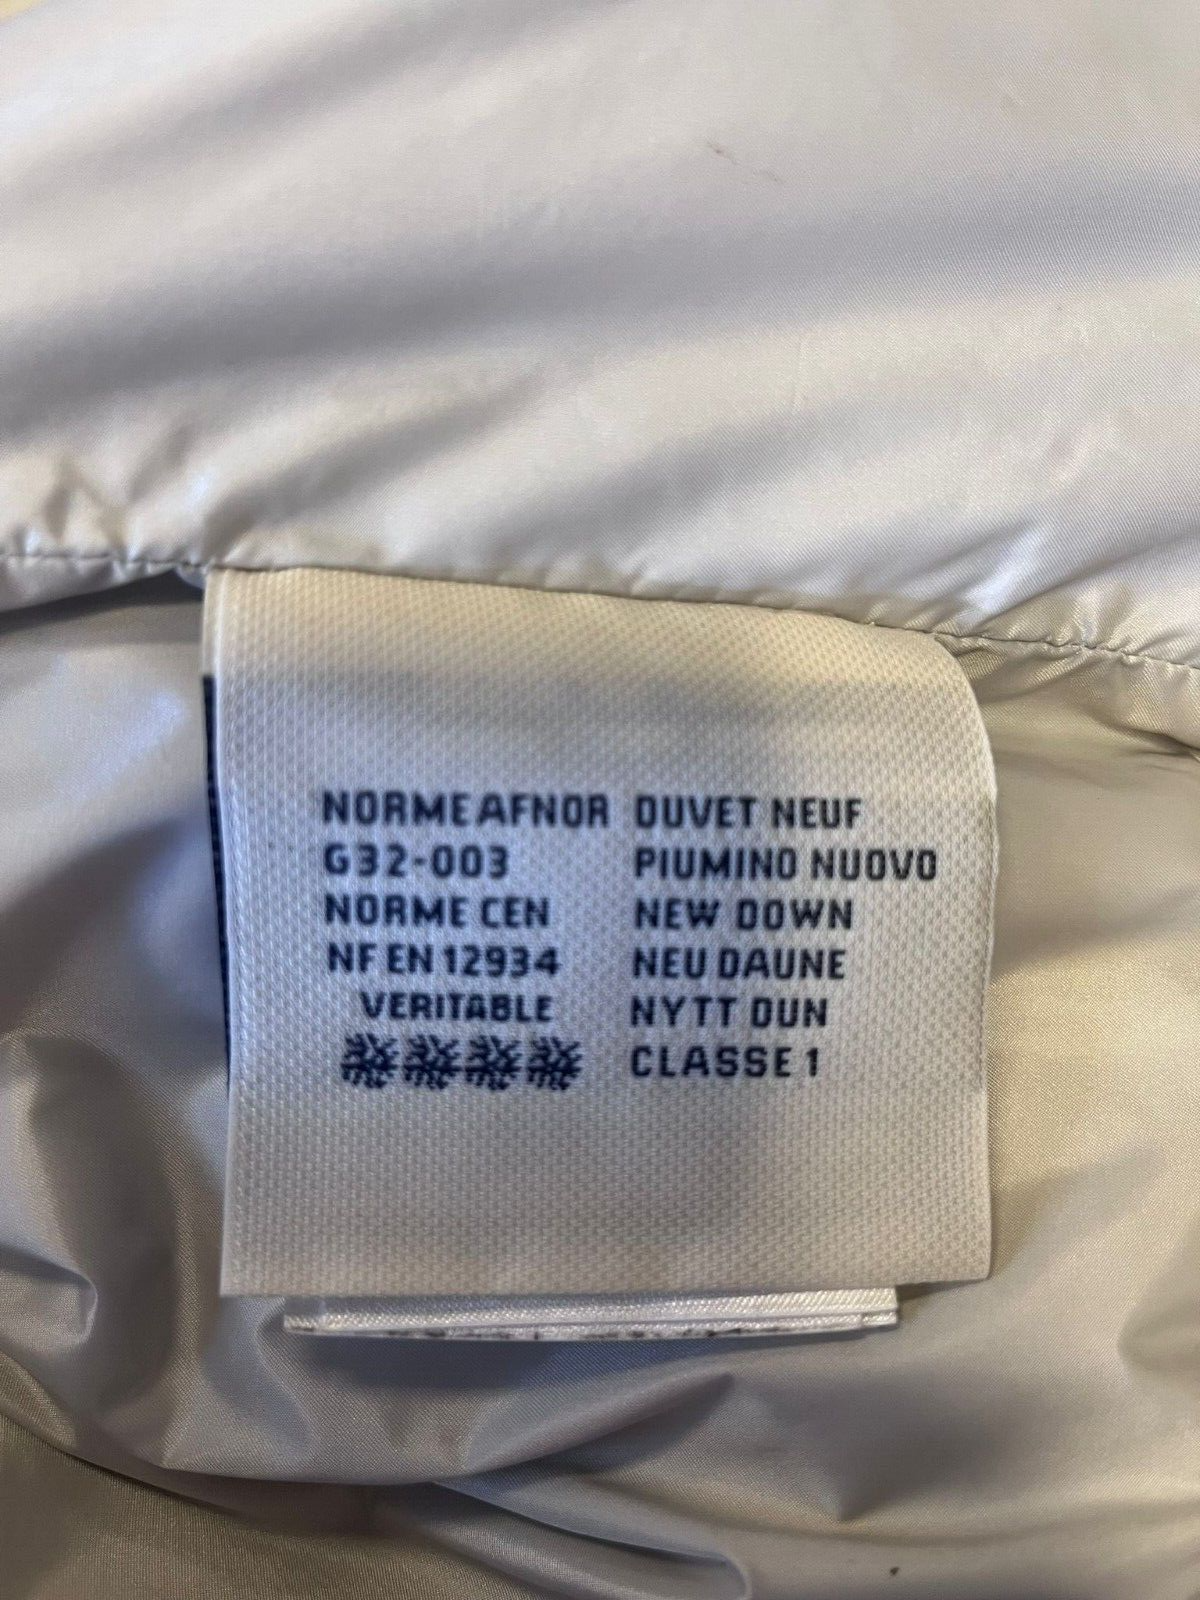 NORME AFNOR
G32-003
NORME CEN
NF EN 12934
VERITABLE
DUVET NEUF
PIUMINO NUOVO
NEW DOWN
NEU DAUNE
NYTT DUN
CLASSE 1